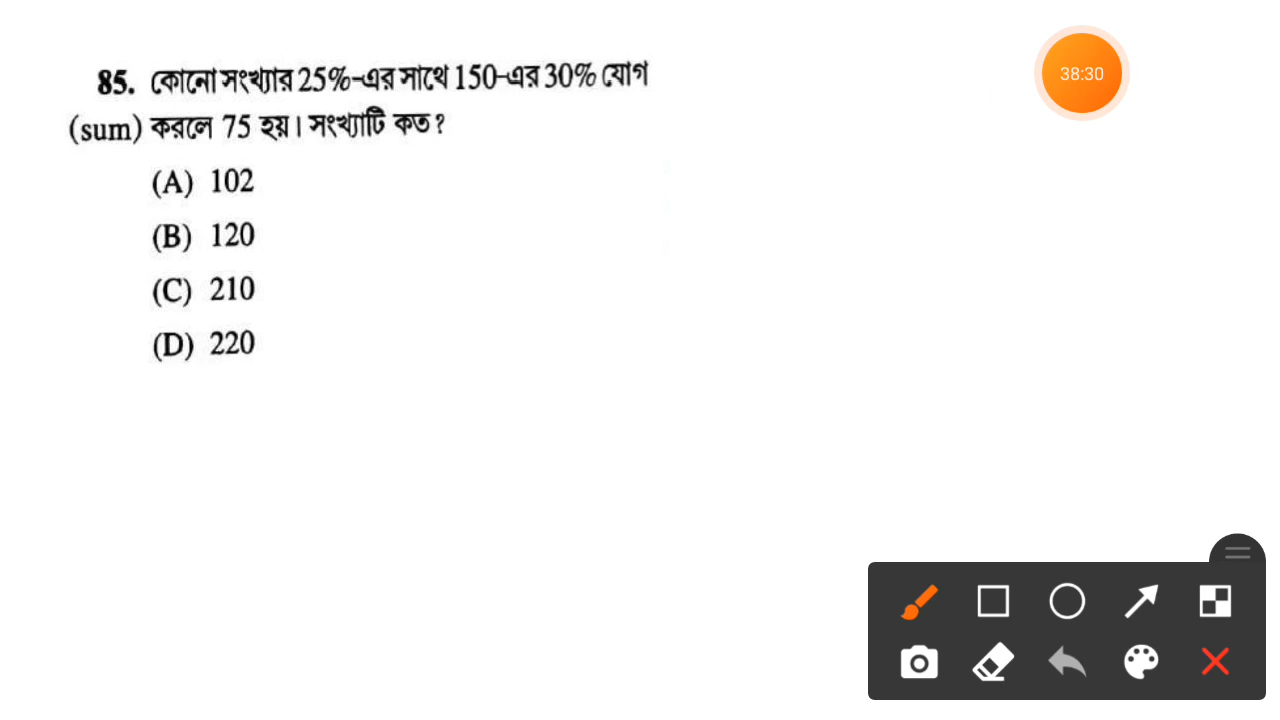 85. কোনো সংখ্যার 25%-এর সাথে 150-এর 30% যোগ
(sum) করলে 75 হয়। সংখ্যাটি কত?
(A) 102
(B) 120
(C) 210
(D) 220
38:30